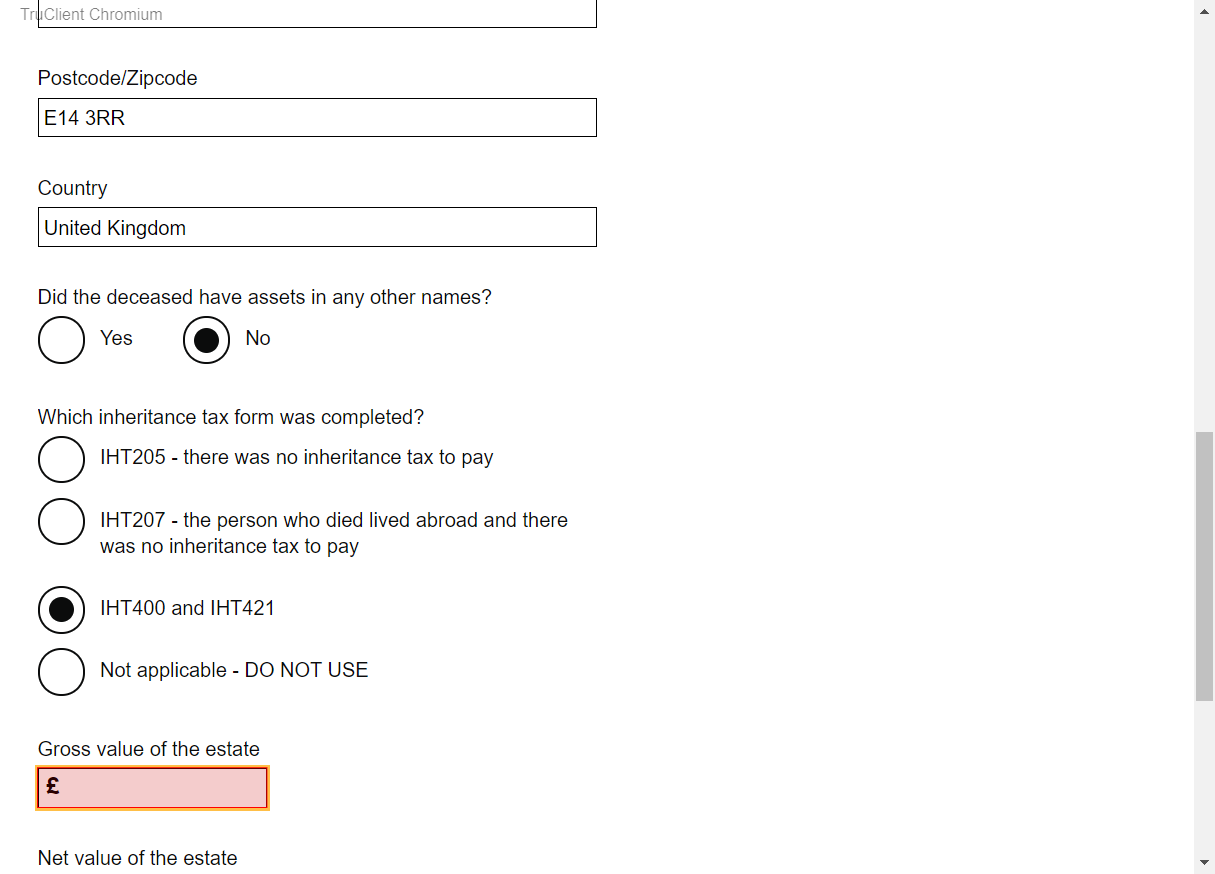 TruClient Chromium
Postcode/Zipcode
E14 3RR
Country
United Kingdom
Did the deceased have assets in any other names?
Yes
No
Which inheritance tax form was completed?
IHT205 - there was no inheritance tax to pay
IHT207 - the person who died lived abroad and there
was no inheritance tax to pay
IHT400 and IHT421
Not applicable - DO NOT USE
Gross value of the estate
£
Net value of the estate